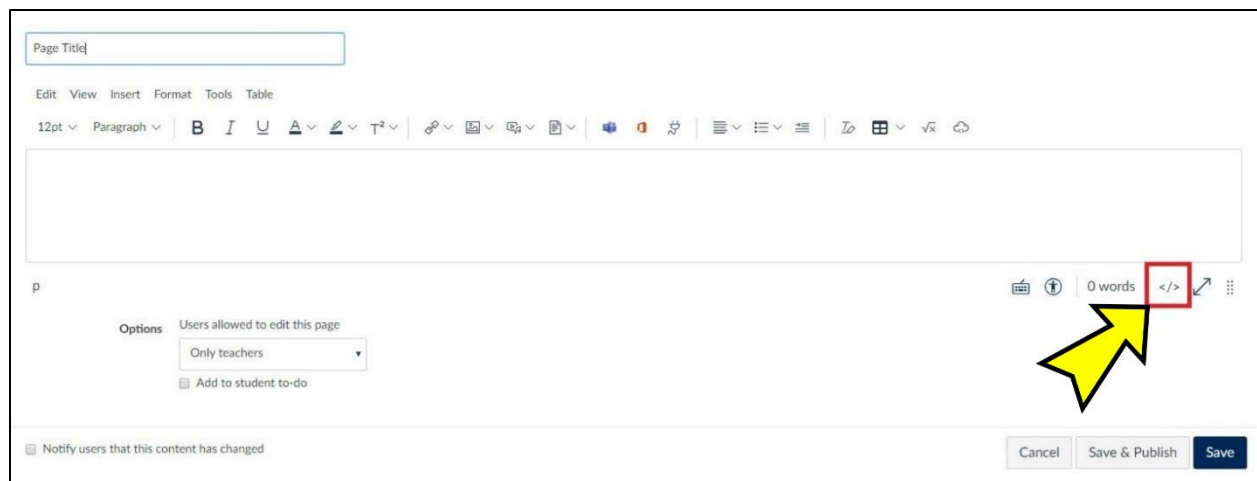 Page Title
Edit View Insert Format Tools Table
12pt Paragraph B I U A T²
√x
p
0 words </>
Options Users allowed to edit this page
Only teachers
Add to student to-do
Notify users that this content has changed
Cancel Save & Publish Save